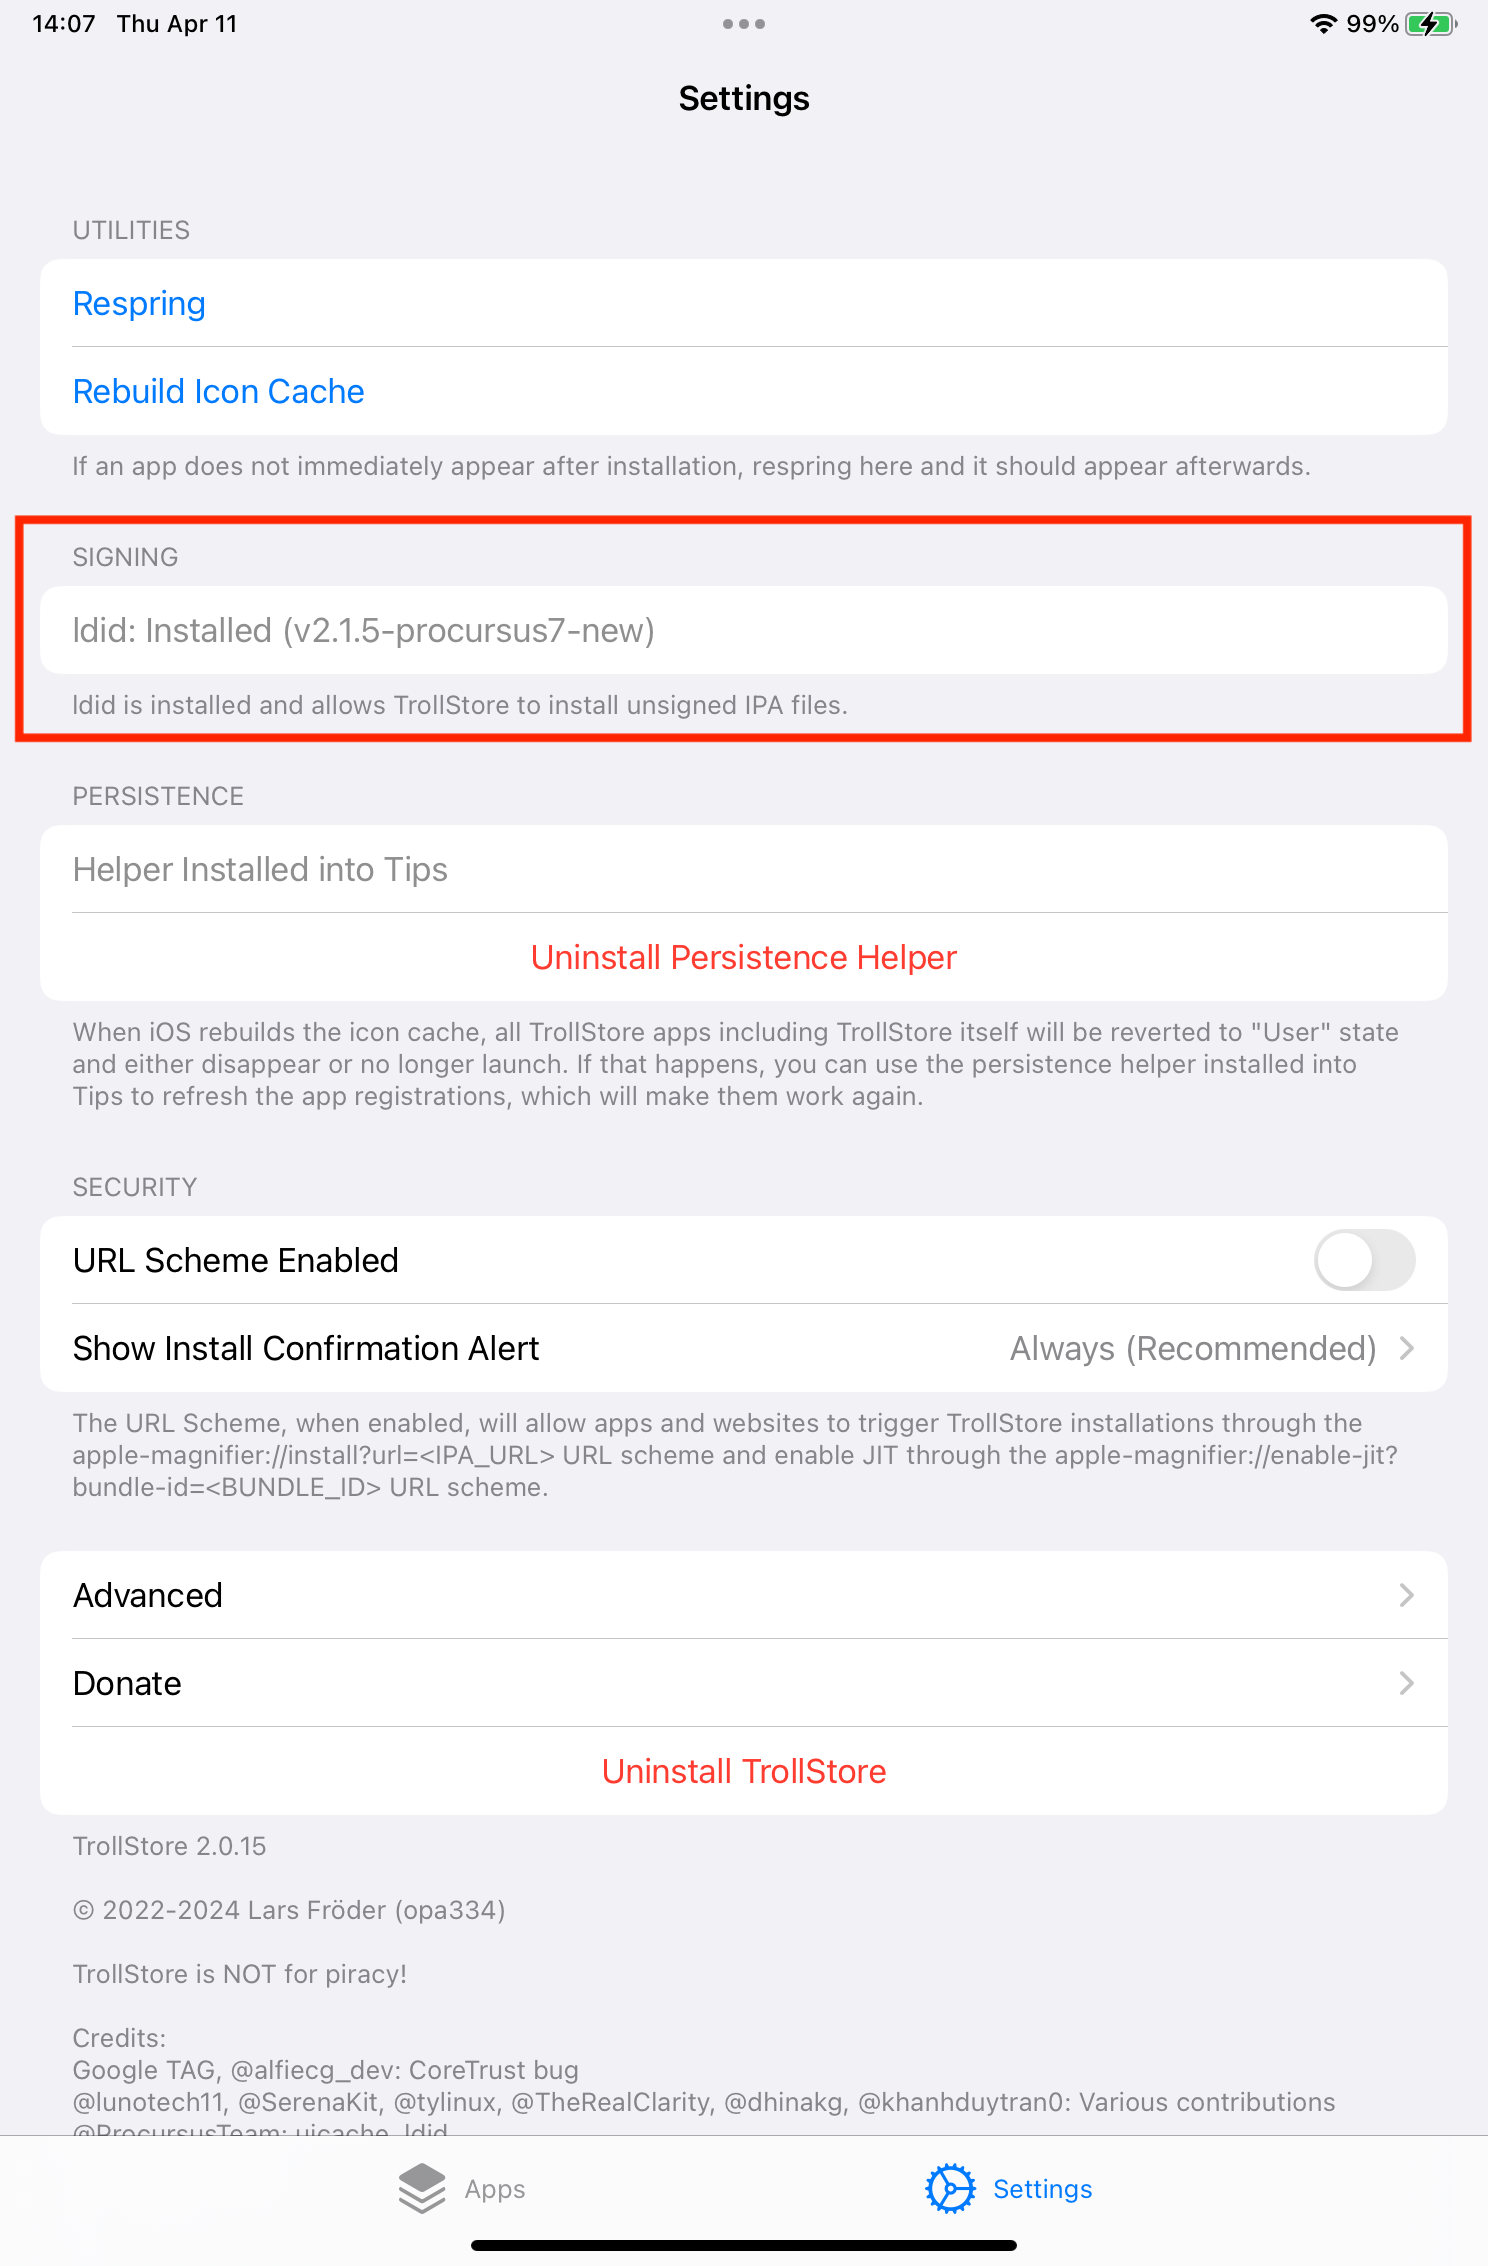 14:07 Thu Apr 11
99%
Settings
UTILITIES
Respring
Rebuild Icon Cache
If an app does not immediately appear after installation, respring here and it should appear afterwards.
SIGNING
ldid: Installed (v2.1.5-procursus7-new)
ldid is installed and allows TrollStore to install unsigned IPA files.
PERSISTENCE
Helper Installed into Tips
Uninstall Persistence Helper
When iOS rebuilds the icon cache, all TrollStore apps including TrollStore itself will be reverted to "User" state
and either disappear or no longer launch. If that happens, you can use the persistence helper installed into
Tips to refresh the app registrations, which will make them work again.
SECURITY
URL Scheme Enabled
Show Install Confirmation Alert Always (Recommended)
The URL Scheme, when enabled, will allow apps and websites to trigger TrollStore installations through the
apple-magnifier://install?url=<IPA_URL> URL scheme and enable JIT through the apple-magnifier://enable-jit?
bundle-id=<BUNDLE_ID> URL scheme.
Advanced
Donate
Uninstall TrollStore
TrollStore 2.0.15
© 2022-2024 Lars Fröder (opa334)
TrollStore is NOT for piracy!
Credits:
Google TAG, @alfiecg_dev: CoreTrust bug
@lunotech11, @SerenaKit, @tylinux, @TheRealClarity, @dhinakg, @khanhduytran0: Various contributions
@ProcursusTeam: uicache, ldid
Apps
Settings